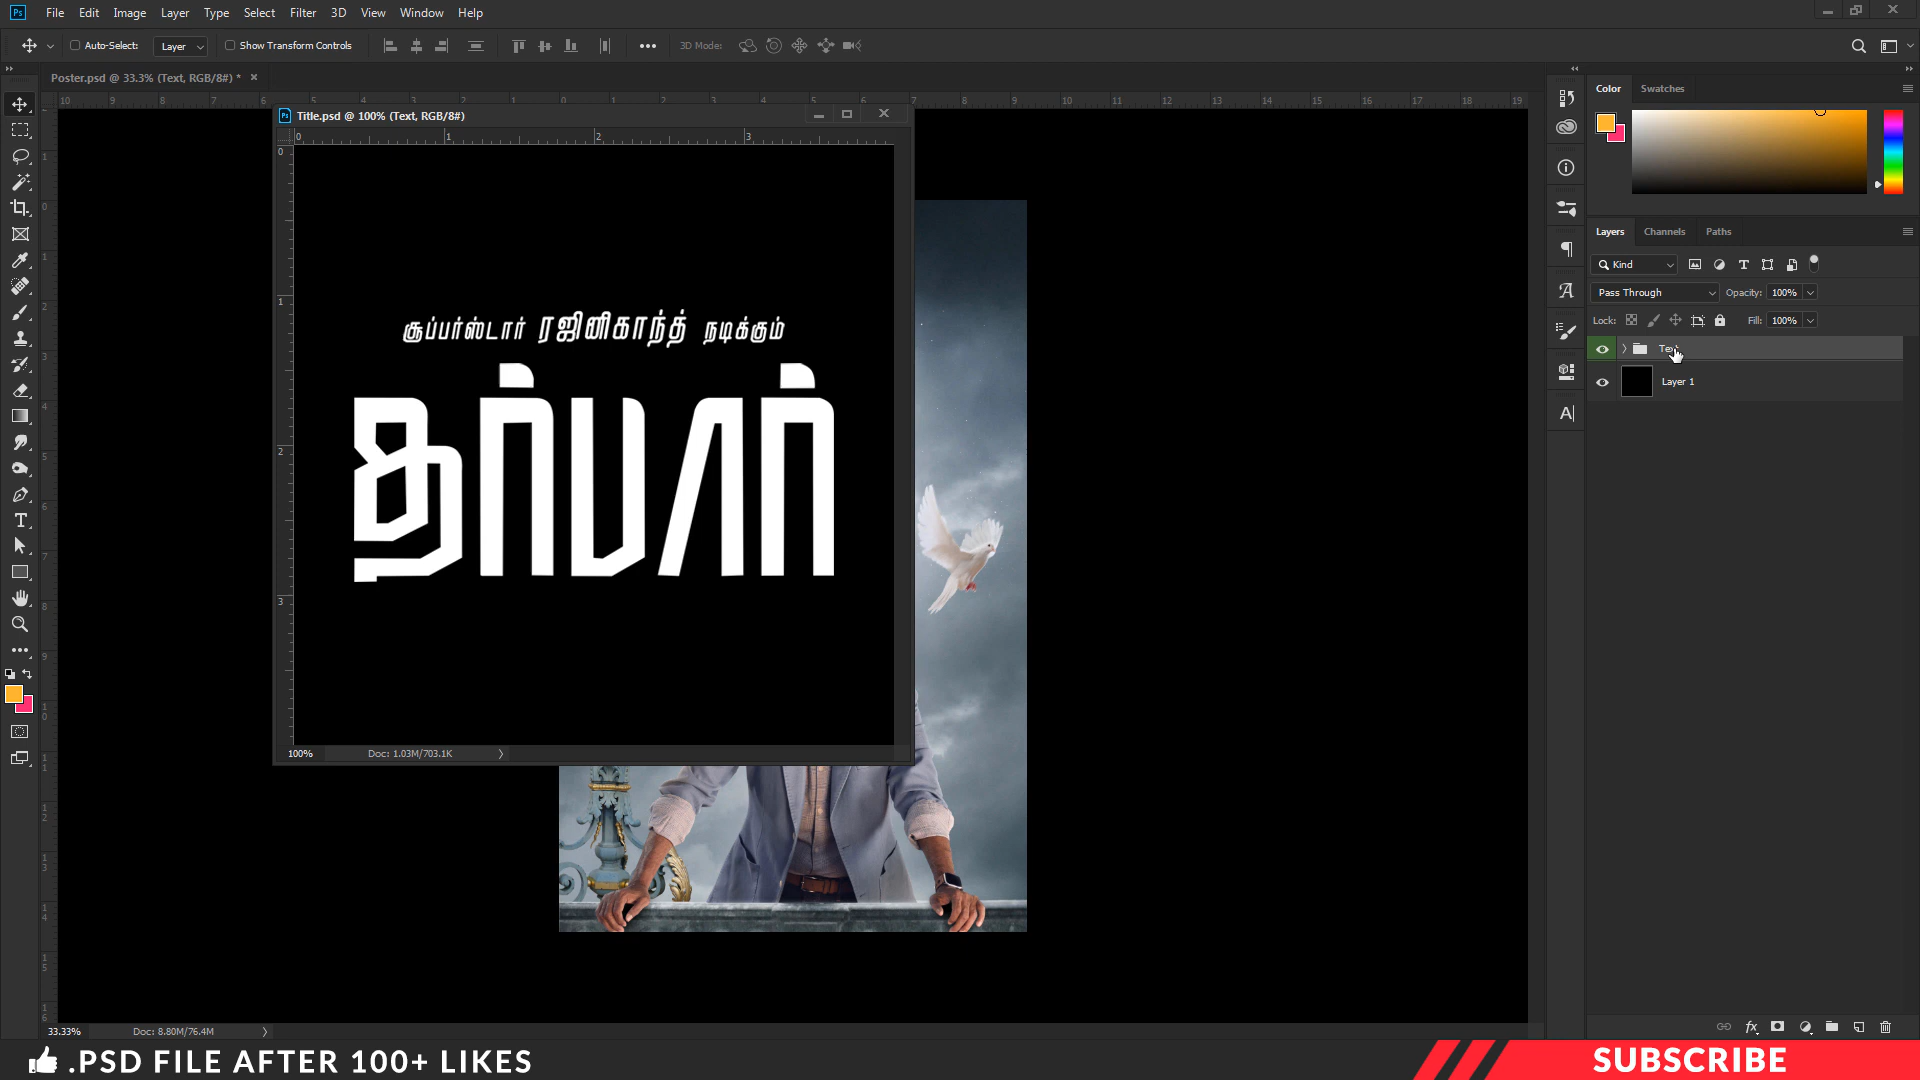 Ps File Edit Image Layer Type Select Filter 3D View Window Help
Auto-Select: Layer Show Transform Controls 3D Mode:
Poster.psd @ 33.3% (Text, RGB/8#) *
Title.psd @ 100% (Text, RGB/8#)
சூப்பர்ஸ்டார் ரஜினிகாந்த் நடிக்கும்
தர்பார்
100% Doc: 1.03M/703.1K
33.33% Doc: 8.80M/76.4M
Color Swatches
Layers Channels Paths
Kind
Pass Through Opacity: 100%
Lock: Fill: 100%
Layer 1
.PSD FILE AFTER 100+ LIKES
SUBSCRIBE